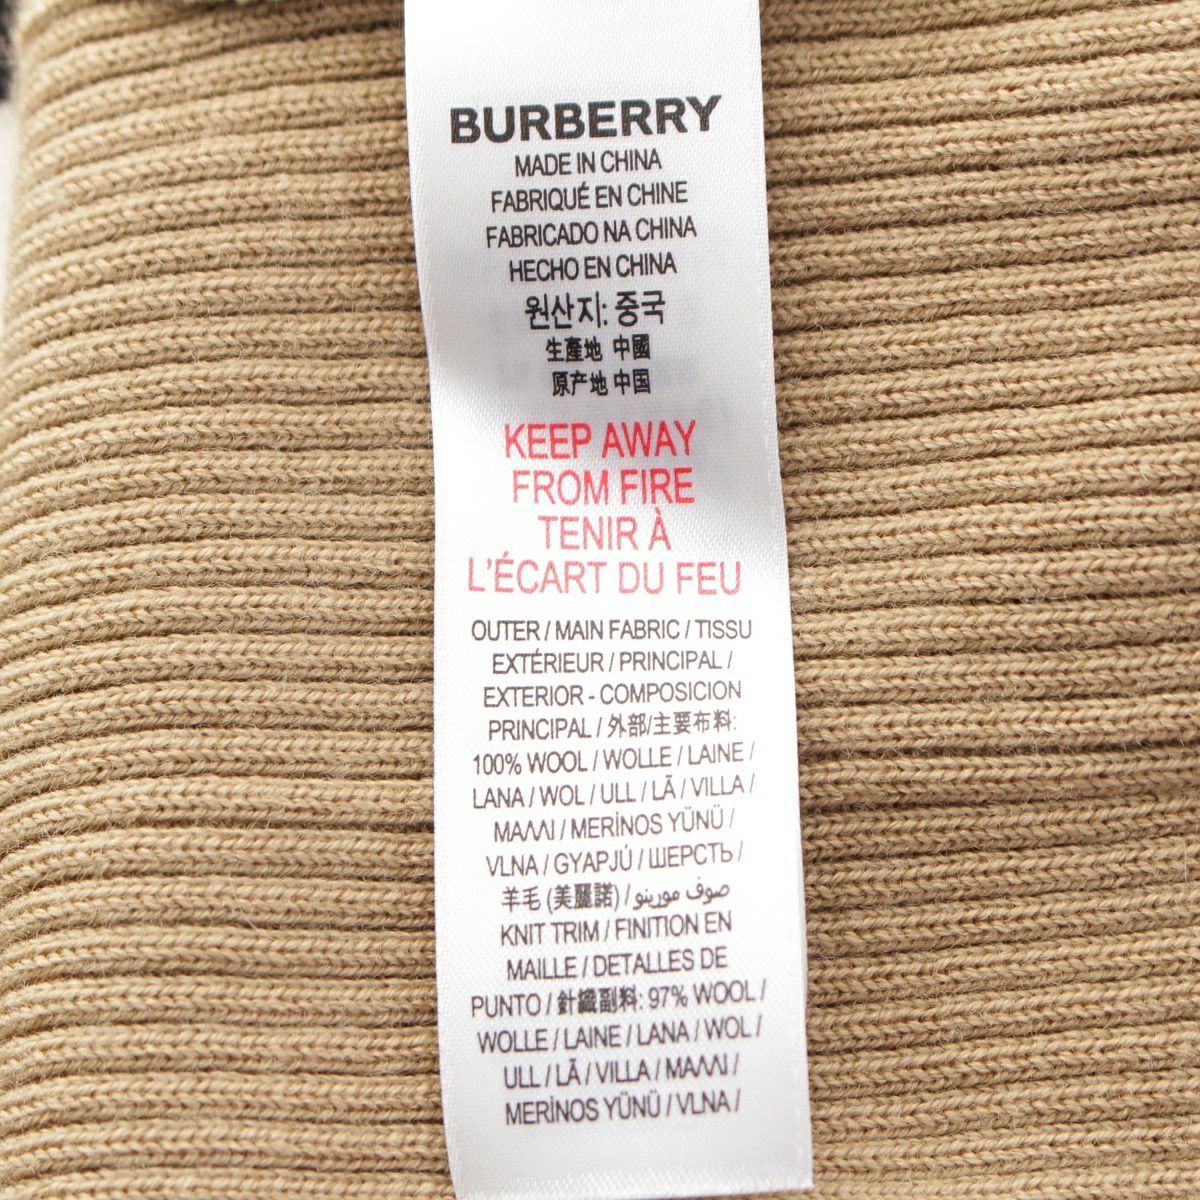 BURBERRY
MADE IN CHINA
FABRIQUÉ EN CHINE
FABRICADO NA CHINA
HECHO EN CHINA
원산지: 중국
生產地 中國
原产地 中国
KEEP AWAY
FROM FIRE
TENIR À
L'ÉCART DU FEU
OUTER / MAIN FABRIC / TISSU
EXTÉRIEUR / PRINCIPAL /
EXTERIOR - COMPOSICION
PRINCIPAL / 外部/主要布料:
100% WOOL / WOLLE / LAINE /
LANA / WOL / ULL / LÃ / VILLA /
ΜΑΛΛΙ / MERİNOS YÜNÜ /
VLNA / GYAPJÚ / ШЕРСТЬ /
羊毛 (美麗諾) / صوف مورينو
KNIT TRIM / FINITION EN
MAILLE / DETALLES DE
PUNTO / 針織副料: 97% WOOL /
WOLLE / LAINE / LANA / WOL /
ULL / LÃ / VILLA / ΜΑΛΛΙ /
MERİNOS YÜNÜ / VLNA /